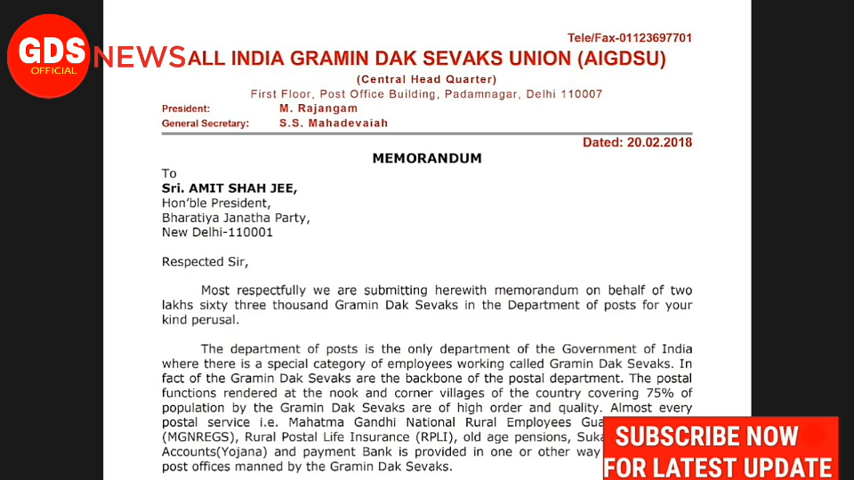 GDS
OFFICIAL
NEWS
Tele/Fax-01123697701
ALL INDIA GRAMIN DAK SEVAKS UNION (AIGDSU)
(Central Head Quarter)
First Floor, Post Office Building, Padamnagar, Delhi 110007
President: M. Rajangam
General Secretary: S.S. Mahadevaiah
Dated: 20.02.2018
MEMORANDUM
To
Sri. AMIT SHAH JEE,
Hon'ble President,
Bharatiya Janatha Party,
New Delhi-110001
Respected Sir,
Most respectfully we are submitting herewith memorandum on behalf of two
lakhs sixty three thousand Gramin Dak Sevaks in the Department of posts for your
kind perusal.
The department of posts is the only department of the Government of India
where there is a special category of employees working called Gramin Dak Sevaks. In
fact of the Gramin Dak Sevaks are the backbone of the postal department. The postal
functions rendered at the nook and corner villages of the country covering 75% of
population by the Gramin Dak Sevaks are of high order and quality. Almost every
postal service i.e. Mahatma Gandhi National Rural Employees
(MGNREGS), Rural Postal Life Insurance (RPLI), old age pensions,
Accounts(Yojana) and payment Bank is provided in one or other way
post offices manned by the Gramin Dak Sevaks.
SUBSCRIBE NOW
FOR LATEST UPDATE